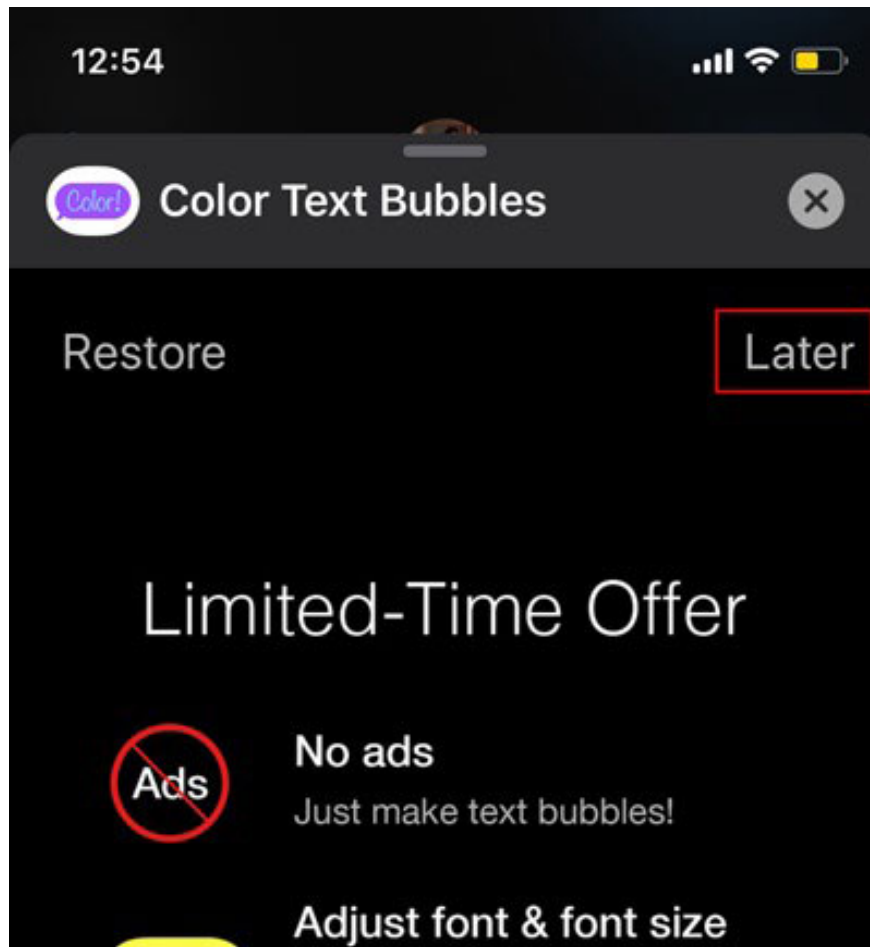 12:54
Color!
Color Text Bubbles
Restore
Later
Limited-Time Offer
Ads
No ads
Just make text bubbles!
Adjust font & font size